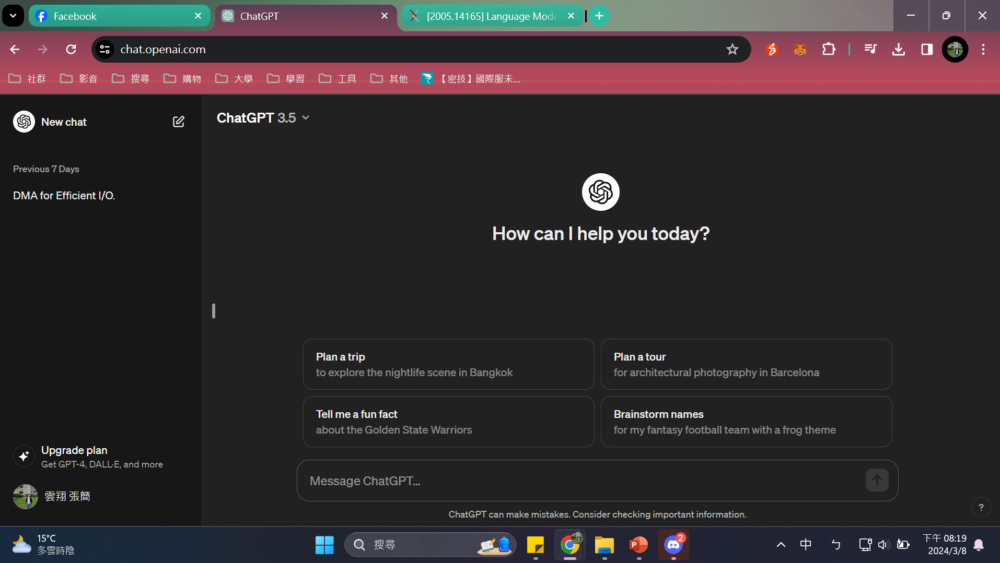 Facebook
ChatGPT
[2005.14165] Language Mode
chat.openai.com
社群
影音
搜尋
購物
大學
學習
工具
其他
【密技】國際服未...
New chat
Previous 7 Days
DMA for Efficient I/O.
ChatGPT 3.5
How can I help you today?
Plan a trip
to explore the nightlife scene in Bangkok
Plan a tour
for architectural photography in Barcelona
Tell me a fun fact
about the Golden State Warriors
Brainstorm names
for my fantasy football team with a frog theme
Upgrade plan
Get GPT-4, DALL·E, and more
雲翔 張簡
Message ChatGPT...
ChatGPT can make mistakes. Consider checking important information.
?
15°C
多雲時陰
搜尋
P
2
中
ㄅ
下午 08:19
2024/3/8